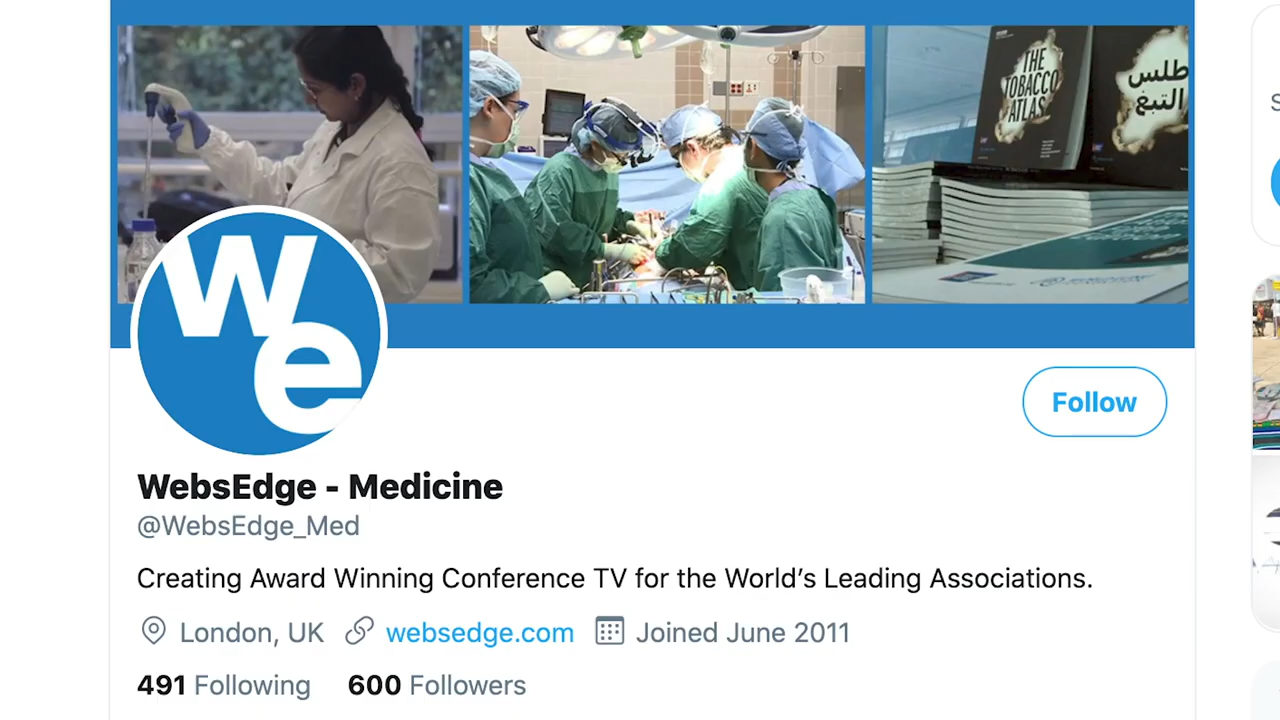 THE
TOBACCO
ATLAS
طلس
التبغ
We
Follow
WebsEdge - Medicine
@WebsEdge_Med
Creating Award Winning Conference TV for the World’s Leading Associations.
London, UK websedge.com Joined June 2011
491 Following 600 Followers